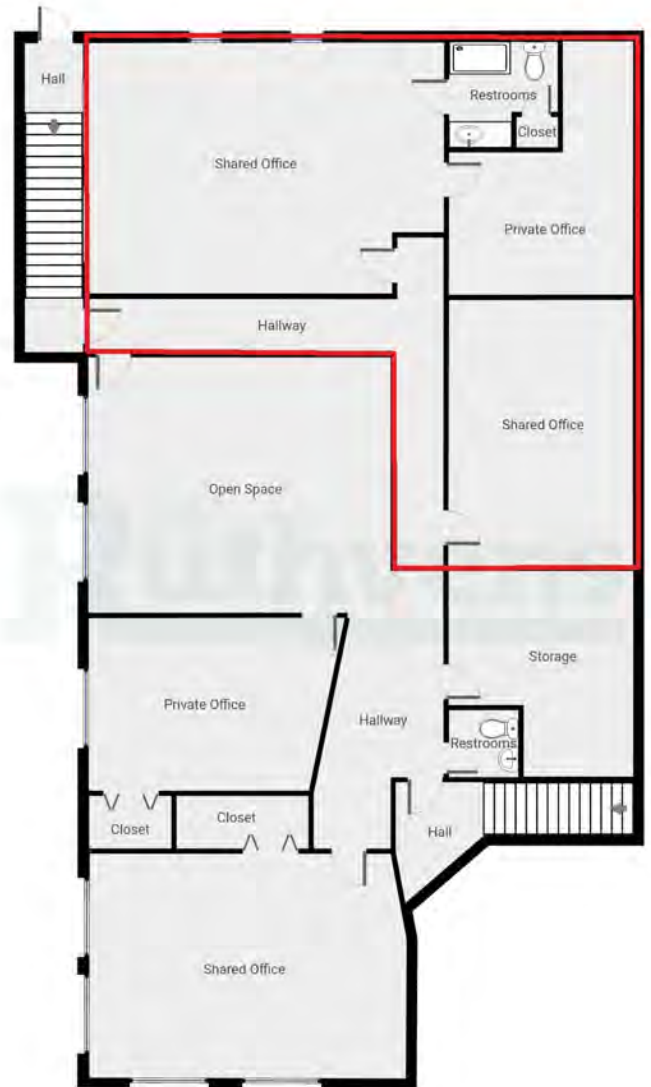 Hall
Restrooms
Closet
Shared Office
Private Office
Hallway
Shared Office
Open Space
Storage
Private Office
Hallway
Restrooms
Closet
Closet
Hall
Shared Office